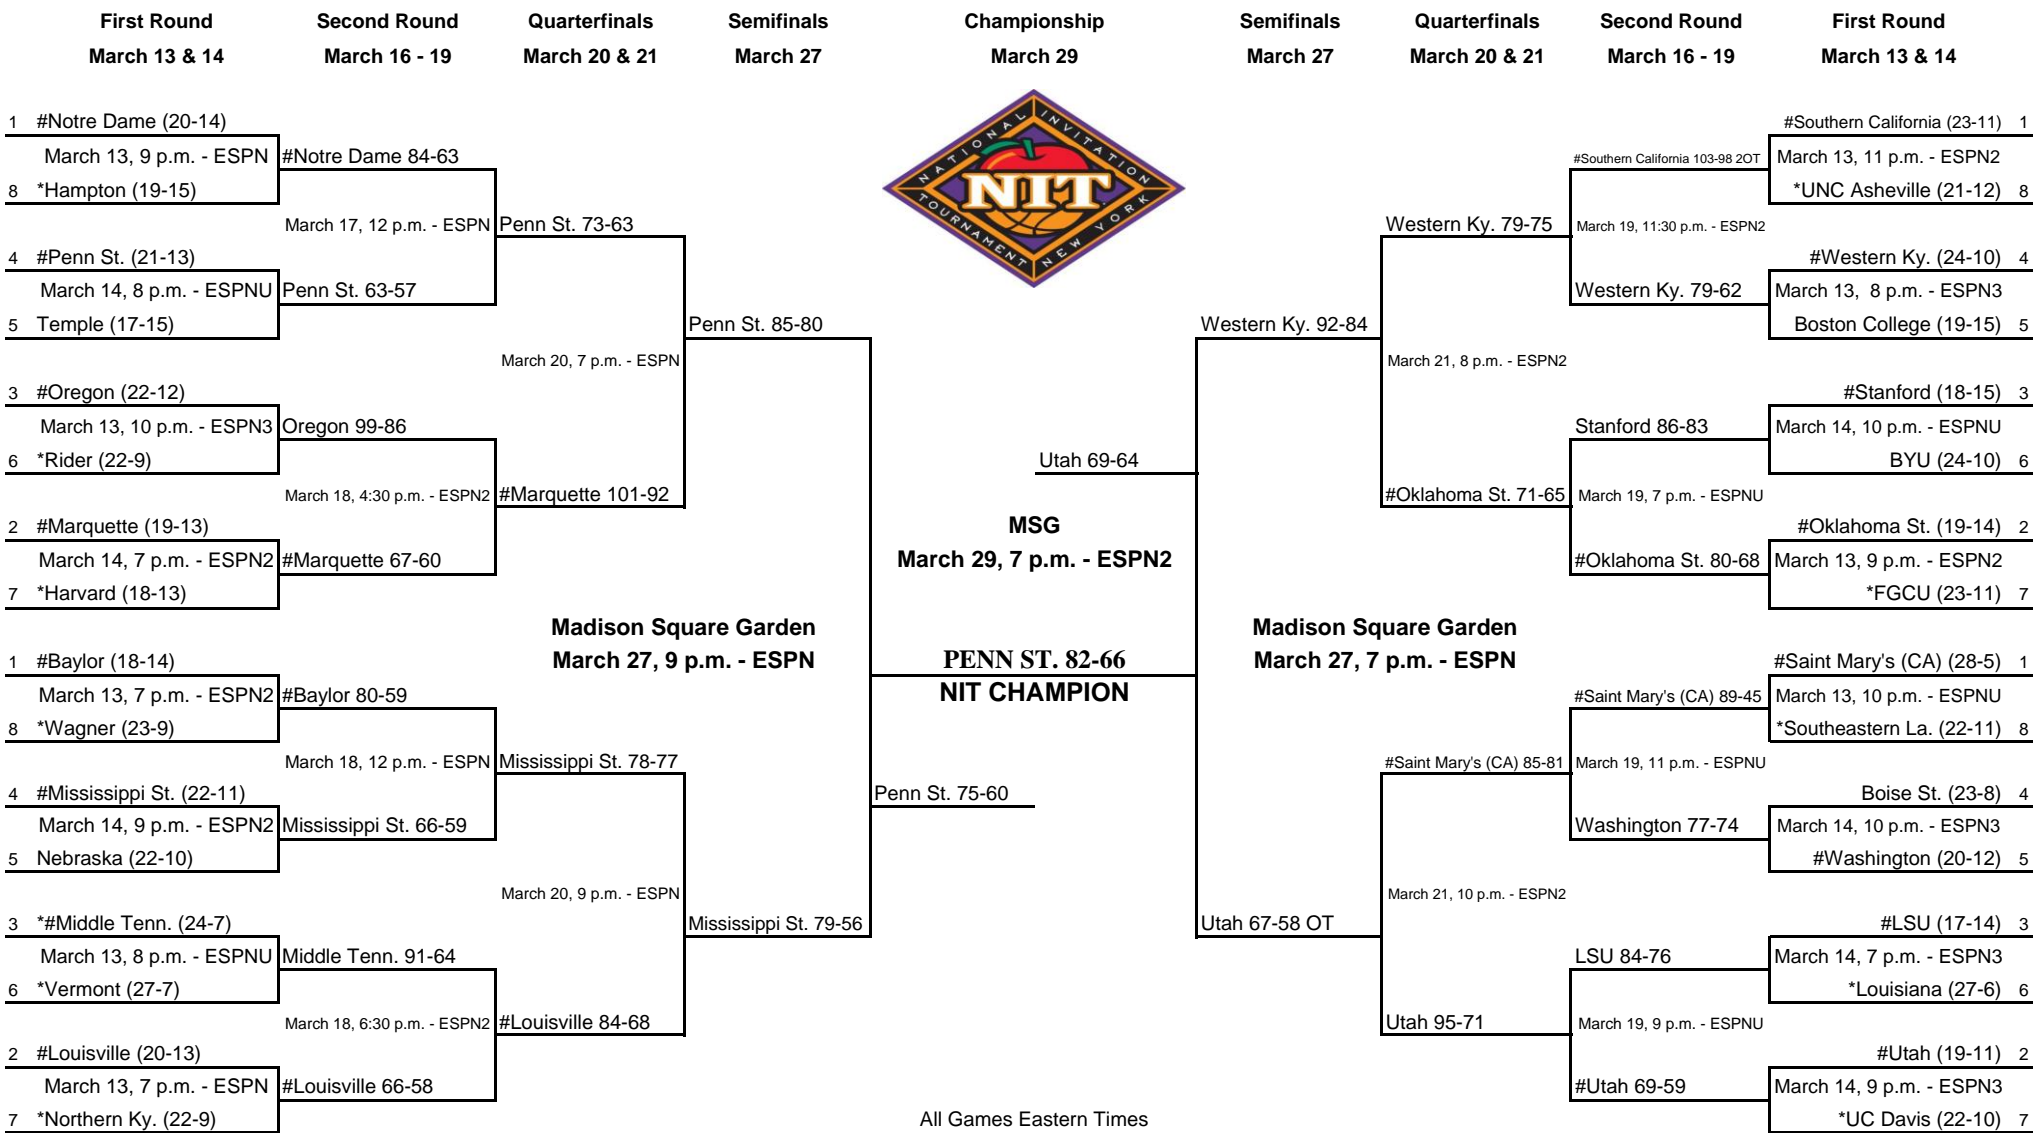 First Round Second Round Quarterfinals Semifinals Championship Semifinals Quarterfinals Second Round First Round
March 13 & 14 March 16 - 19 March 20 & 21 March 27 March 29 March 27 March 20 & 21 March 16 - 19 March 13 & 14
1 #Notre Dame (20-14)
March 13, 9 p.m. - ESPN
8 *Hampton (19-15)
4 #Penn St. (21-13)
March 14, 8 p.m. - ESPNU
5 Temple (17-15)
3 #Oregon (22-12)
March 13, 10 p.m. - ESPN3
6 *Rider (22-9)
2 #Marquette (19-13)
March 14, 7 p.m. - ESPN2
7 *Harvard (18-13)
1 #Baylor (18-14)
March 13, 7 p.m. - ESPN2
8 *Wagner (23-9)
4 #Mississippi St. (22-11)
March 14, 9 p.m. - ESPN2
5 Nebraska (22-10)
3 *#Middle Tenn. (24-7)
March 13, 8 p.m. - ESPNU
6 *Vermont (27-7)
2 #Louisville (20-13)
March 13, 7 p.m. - ESPN
7 *Northern Ky. (22-9)
#Notre Dame 84-63
March 17, 12 p.m. - ESPN
Penn St. 63-57
Oregon 99-86
March 18, 4:30 p.m. - ESPN2
#Marquette 67-60
#Baylor 80-59
March 18, 12 p.m. - ESPN
Mississippi St. 66-59
Middle Tenn. 91-64
March 18, 6:30 p.m. - ESPN2
#Louisville 66-58
Penn St. 73-63
March 20, 7 p.m. - ESPN
#Marquette 101-92
Mississippi St. 78-77
March 20, 9 p.m. - ESPN
#Louisville 84-68
Penn St. 85-80
Madison Square Garden
March 27, 9 p.m. - ESPN
Mississippi St. 79-56
NATIONAL INVITATION
NIT
TOURNAMENT NEW YORK
Utah 69-64
MSG
March 29, 7 p.m. - ESPN2
PENN ST. 82-66
NIT CHAMPION
Penn St. 75-60
All Games Eastern Times
Western Ky. 92-84
Madison Square Garden
March 27, 7 p.m. - ESPN
Utah 67-58 OT
Western Ky. 79-75
March 21, 8 p.m. - ESPN2
#Oklahoma St. 71-65
#Saint Mary's (CA) 85-81
March 21, 10 p.m. - ESPN2
Utah 95-71
#Southern California 103-98 2OT
March 19, 11:30 p.m. - ESPN2
Western Ky. 79-62
Stanford 86-83
March 19, 7 p.m. - ESPNU
#Oklahoma St. 80-68
#Saint Mary's (CA) 89-45
March 19, 11 p.m. - ESPNU
Washington 77-74
LSU 84-76
March 19, 9 p.m. - ESPNU
#Utah 69-59
#Southern California (23-11) 1
March 13, 11 p.m. - ESPN2
*UNC Asheville (21-12) 8
#Western Ky. (24-10) 4
March 13, 8 p.m. - ESPN3
Boston College (19-15) 5
#Stanford (18-15) 3
March 14, 10 p.m. - ESPNU
BYU (24-10) 6
#Oklahoma St. (19-14) 2
March 13, 9 p.m. - ESPN2
*FGCU (23-11) 7
#Saint Mary's (CA) (28-5) 1
March 13, 10 p.m. - ESPNU
*Southeastern La. (22-11) 8
Boise St. (23-8) 4
March 14, 10 p.m. - ESPN3
#Washington (20-12) 5
#LSU (17-14) 3
March 14, 7 p.m. - ESPN3
*Louisiana (27-6) 6
#Utah (19-11) 2
March 14, 9 p.m. - ESPN3
*UC Davis (22-10) 7